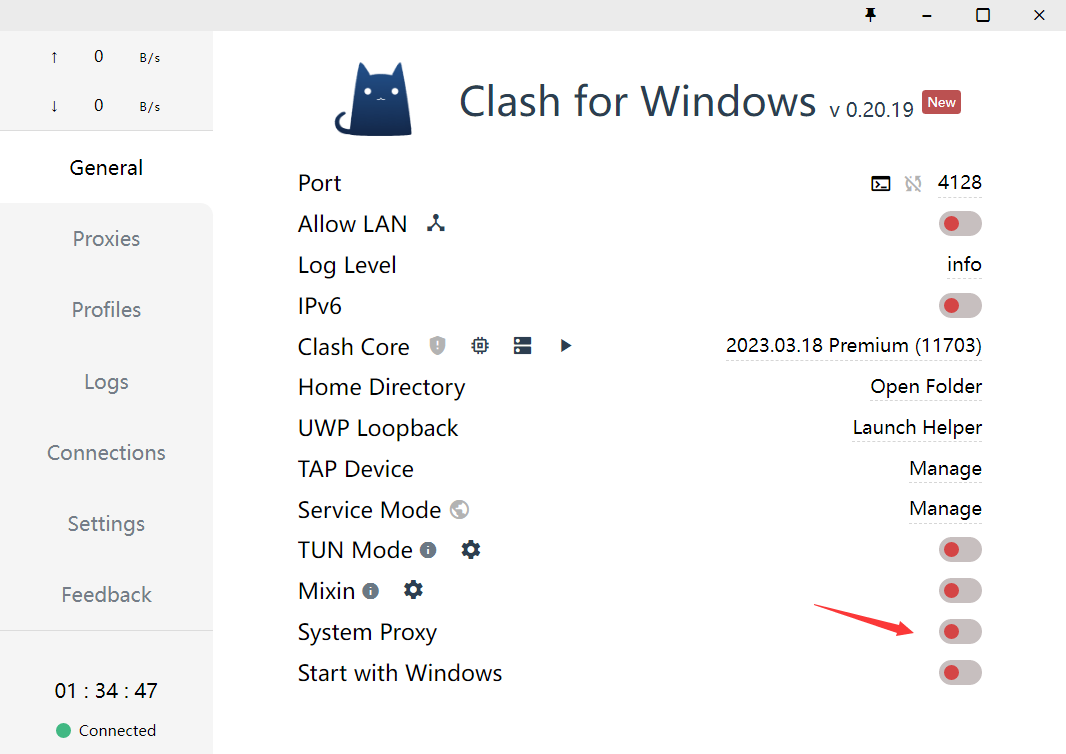 ↑ 0 B/s
↓ 0 B/s
General
Proxies
Profiles
Logs
Connections
Settings
Feedback
01 : 34 : 47
Connected
Clash for Windows v 0.20.19 New
Port 4128
Allow LAN
Log Level info
IPv6
Clash Core 2023.03.18 Premium (11703)
Home Directory Open Folder
UWP Loopback Launch Helper
TAP Device Manage
Service Mode Manage
TUN Mode
Mixin
System Proxy
Start with Windows